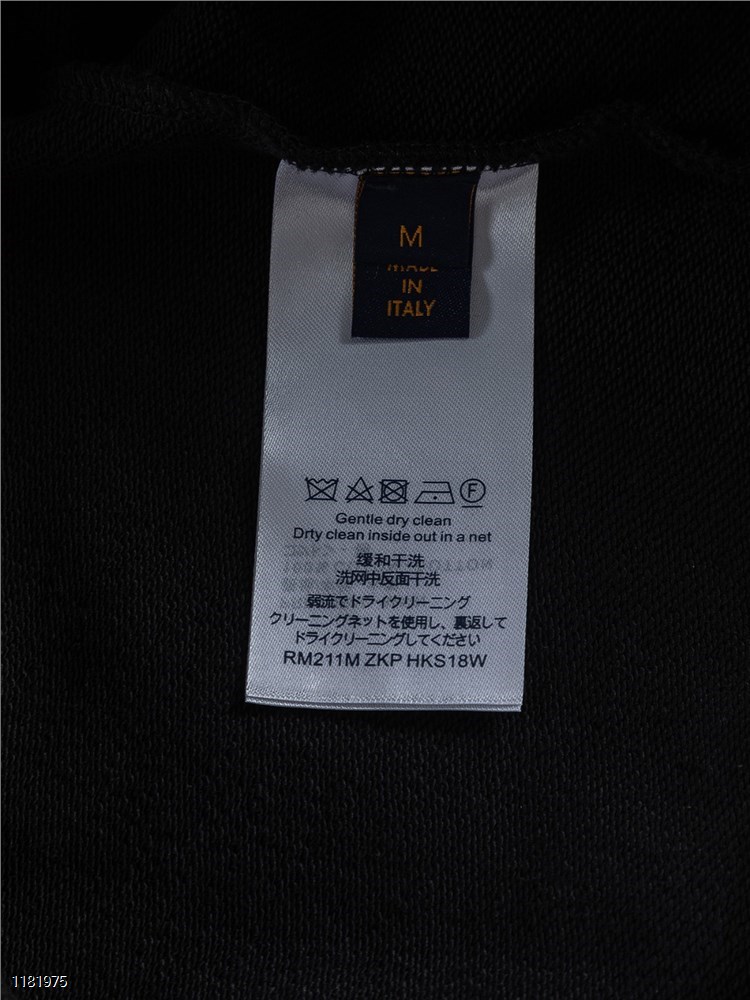 M
MADE
IN
ITALY
F
Gentle dry clean
Drty clean inside out in a net
缓和干洗
洗网中反面干洗
弱流でドライクリーニング
クリーニングネットを使用し、裏返して
ドライクリーニングしてください
RM211M ZKP HKS18W
1181975